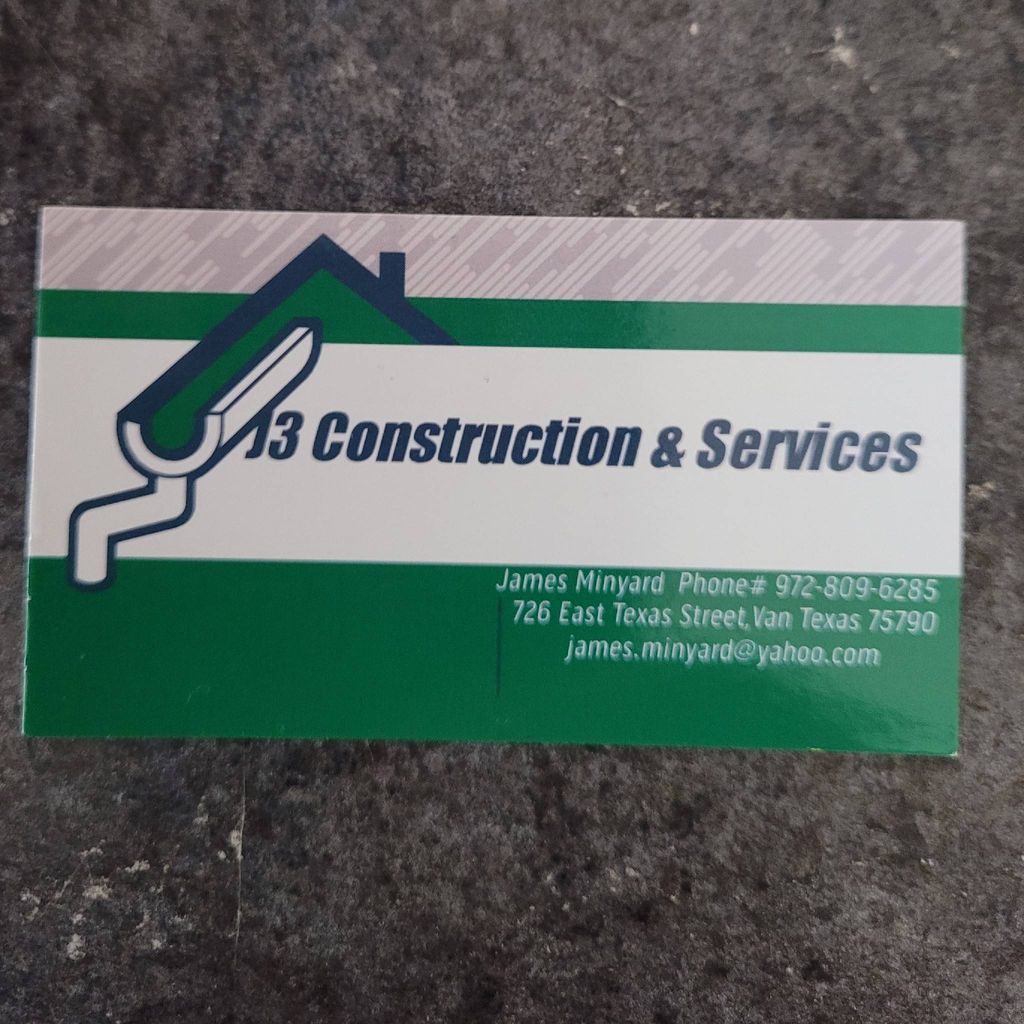 J3 Construction & Services
James Minyard Phone# 972-809-6285
726 East Texas Street,Van Texas 75790
james.minyard@yahoo.com